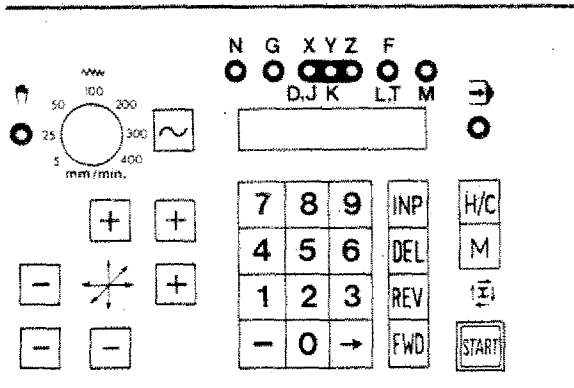 N G X Y Z F
D,J K L,T M
50 100 200
25 300
5 400
mm/min.
+ +
- +
- -
7 8 9 INP H/C
4 5 6 DEL M
1 2 3 REV
- 0 → FWD START